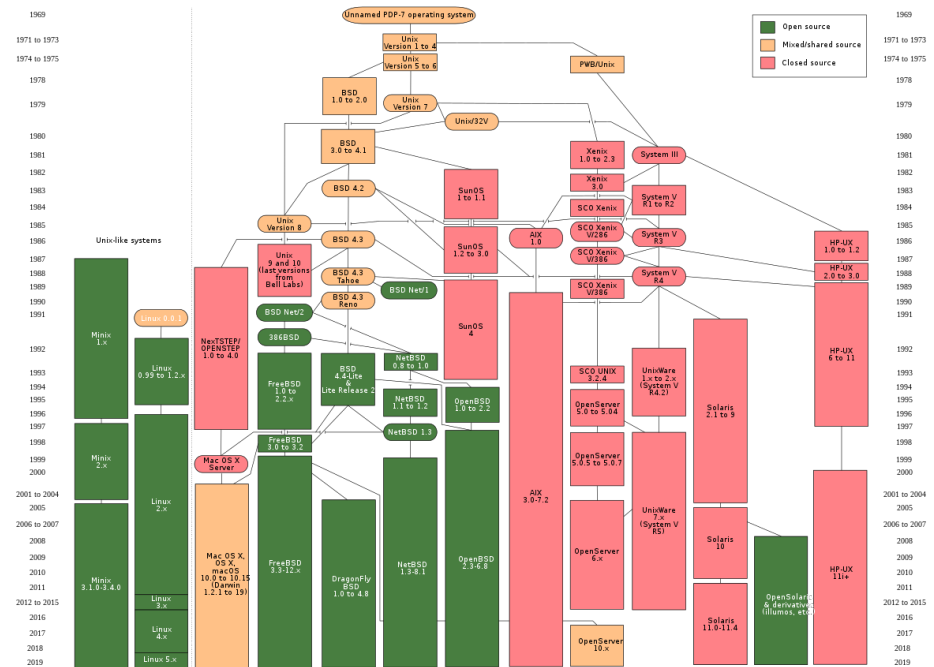 Unnamed PDP-7 operating system
1969
1969
Open source
Mixed/shared source
Closed source
1971 to 1973
Unix
Version 1 to 4
1971 to 1973
1974 to 1975
Unix
Version 5 to 6
PWB/Unix
1974 to 1975
1978
1978
BSD
1.0 to 2.0
1979
Unix
Version 7
1979
Unix/32V
1980
1980
BSD
3.0 to 4.1
Xenix
1.0 to 2.3
System III
1981
1981
1982
1982
Xenix
3.0
1983
BSD 4.2
SunOS
1 to 1.1
System V
R1 to R2
1983
1984
SCO Xenix
1984
1985
Unix
Version 8
SCO Xenix
V/286
1985
Unix-like systems
1986
BSD 4.3
AIX
1.0
System V
R3
HP-UX
1.0 to 1.2
1986
1987
Unix
9 and 10
(last versions
from
Bell Labs)
SunOS
1.2 to 3.0
SCO Xenix
V/386
1987
1988
BSD 4.3
Tahoe
System V
R4
HP-UX
2.0 to 3.0
1988
1989
BSD Net/1
SCO Xenix
V/386
1989
1990
BSD 4.3
Reno
1990
1991
Linux 0.0.1
BSD Net/2
1991
Minix
1.x
NexTSTEP/
OPENSTEP
1.0 to 4.0
386BSD
SunOS
4
1992
NetBSD
0.8 to 1.0
HP-UX
6 to 11
1992
1993
Linux
0.99 to 1.2.x
BSD
4.4-Lite
&
Lite Release 2
SCO UNIX
3.2.4
UnixWare
1.x to 2.x
(System V
R4.2)
1993
1994
FreeBSD
1.0 to
2.2.x
1994
1995
NetBSD
1.1 to 1.2
OpenBSD
1.0 to 2.2
OpenServer
5.0 to 5.04
Solaris
2.1 to 9
1995
1996
1996
1997
NetBSD 1.3
1997
1998
FreeBSD
3.0 to 3.2
1998
1999
Minix
2.x
Mac OS X
Server
OpenServer
5.0.5 to 5.0.7
1999
2000
2000
2001 to 2004
Linux
2.x
AIX
3.0-7.2
2001 to 2004
2005
2005
2006 to 2007
UnixWare
7.x
(System V
R5)
2006 to 2007
2008
Solaris
10
2008
2009
Mac OS X,
OS X,
macOS
10.0 to 10.15
(Darwin
1.2.1 to 19)
FreeBSD
3.3-12.x
NetBSD
1.3-8.1
OpenBSD
2.3-6.8
OpenServer
6.x
2009
2010
HP-UX
11i+
2010
2011
Minix
3.1.0-3.4.0
DragonFly
BSD
1.0 to 4.8
2011
2012 to 2015
Linux
3.x
OpenSolaris
& derivatives
(illumos, etc.)
2012 to 2015
2016
2016
2017
Linux
4.x
Solaris
11.0-11.4
2017
2018
OpenServer
10.x
2018
2019
Linux 5.x
2019